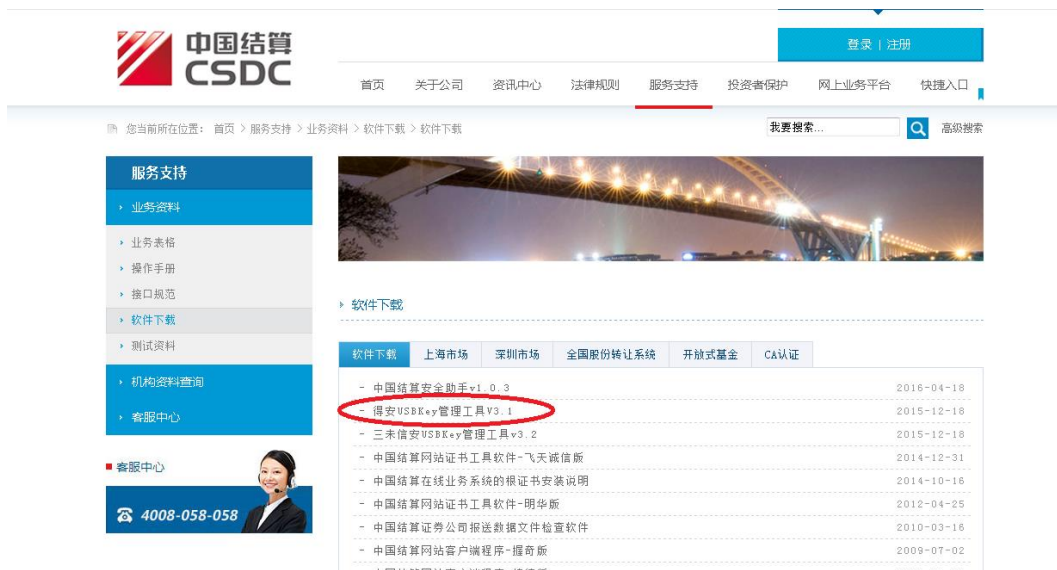 中国结算
CSDC
登录 | 注册
首页 关于公司 资讯中心 法律规则 服务支持 投资者保护 网上业务平台 快捷入口
您当前所在位置: 首页 > 服务支持 > 业务资料 > 软件下载 > 软件下载
我要搜索...
高级搜索
服务支持
业务资料
业务表格
操作手册
接口规范
软件下载
测试资料
机构资料查询
客服中心
客服中心
4008-058-058
软件下载
软件下载 上海市场 深圳市场 全国股份转让系统 开放式基金 CA认证
- 中国结算安全助手v1.0.3 2016-04-18
- 得安USBKey管理工具V3.1 2015-12-18
- 三未信安USBKey管理工具v3.2 2015-12-18
- 中国结算网站证书工具软件-飞天诚信版 2014-12-31
- 中国结算在线业务系统的根证书安装说明 2014-10-16
- 中国结算网站证书工具软件-明华版 2012-04-25
- 中国结算证券公司报送数据文件检查软件 2010-03-16
- 中国结算网站客户端程序-握奇版 2009-07-02